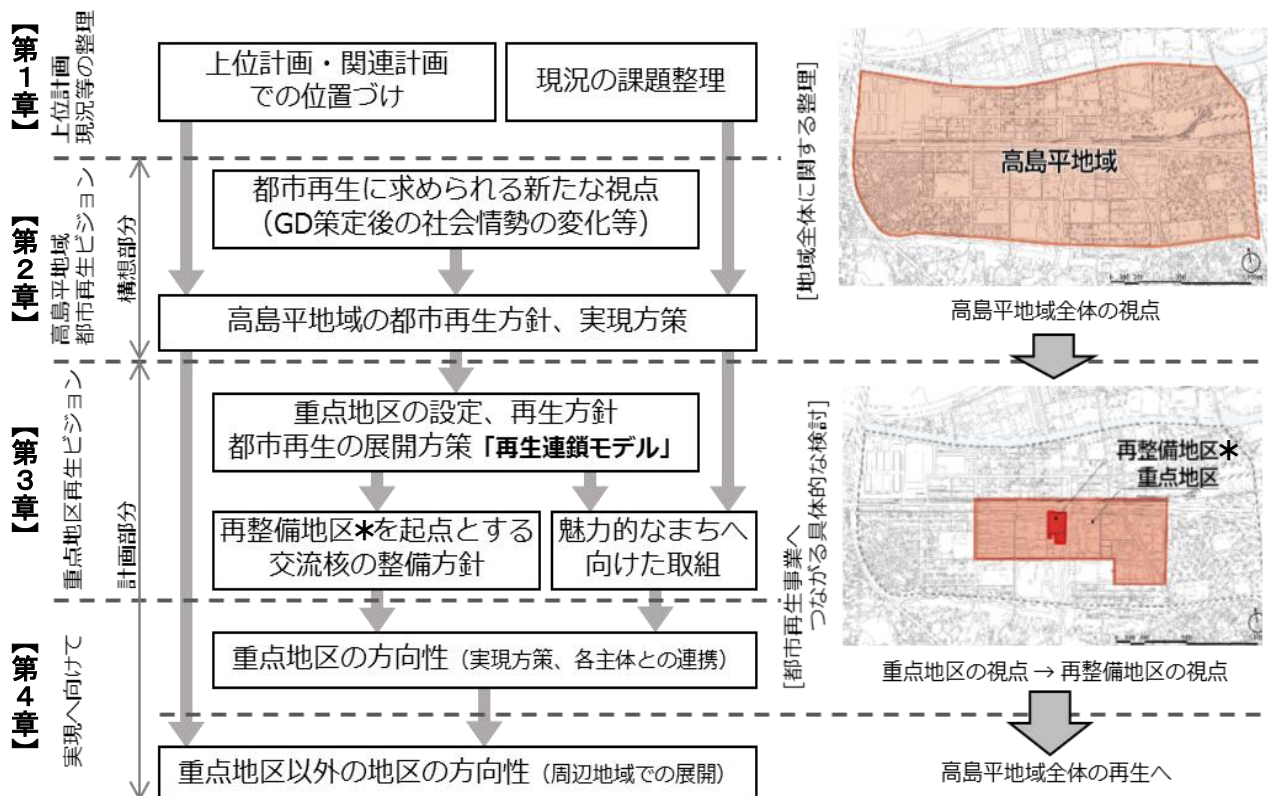 【第1章】
上位計画
現況等の整理
上位計画・関連計画
での位置づけ
現況の課題整理
[地域全体に関する整理]
高島平地域
高島平地域全体の視点
【第2章】
高島平地域
都市再生ビジョン
構想部分
都市再生に求められる新たな視点
（GD策定後の社会情勢の変化等）
高島平地域の都市再生方針、実現方策
【第3章】
重点地区再生ビジョン
計画部分
重点地区の設定、再生方針
都市再生の展開方策「再生連鎖モデル」
再整備地区＊を起点とする
交流核の整備方針
魅力的なまちへ
向けた取組
[都市再生事業へ
つながる具体的な検討]
再整備地区＊
重点地区
重点地区の視点 → 再整備地区の視点
【第4章】
実現へ向けて
重点地区の方向性（実現方策、各主体との連携）
重点地区以外の地区の方向性（周辺地域での展開）
高島平地域全体の再生へ